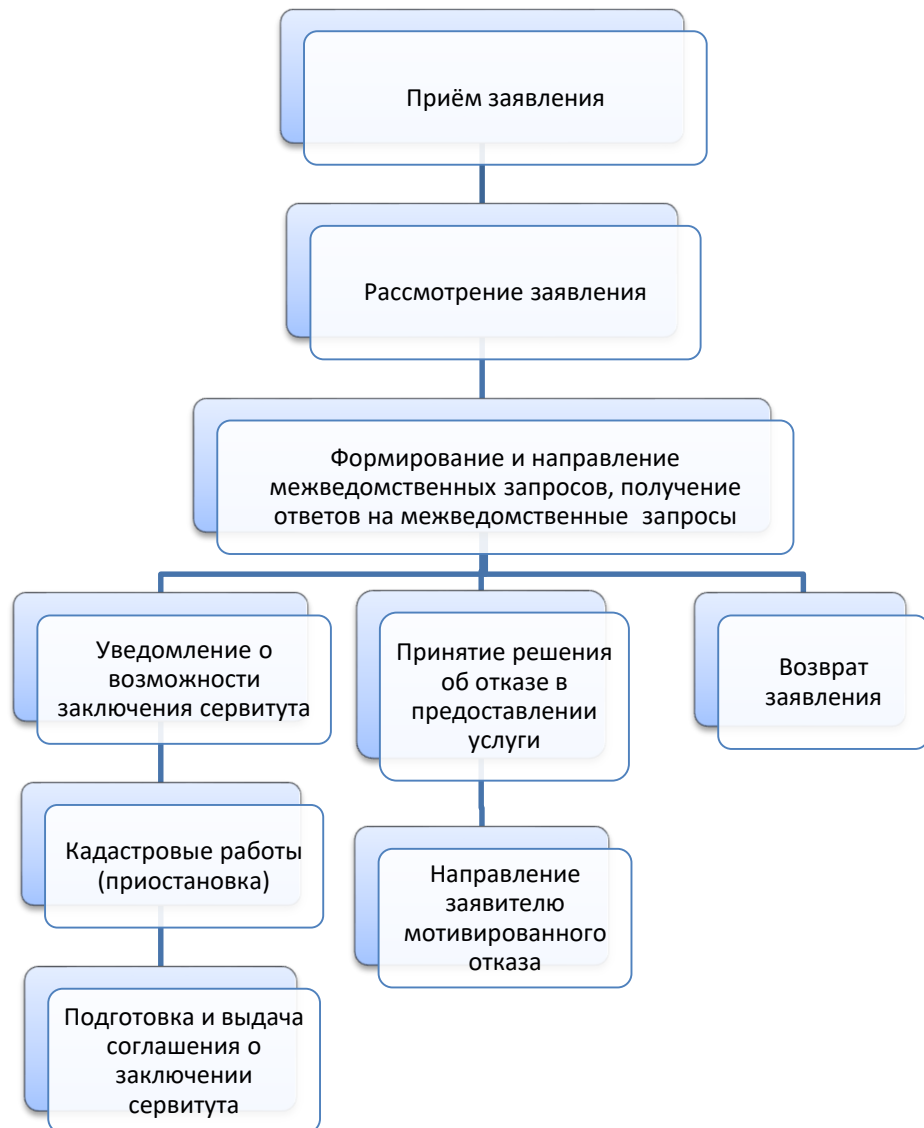 Приём заявления
Рассмотрение заявления
Формирование и направление
межведомственных запросов, получение
ответов на межведомственные запросы
Уведомление о
возможности
заключения сервитута
Принятие решения
об отказе в
предоставлении
услуги
Возврат
заявления
Кадастровые работы
(приостановка)
Направление
заявителю
мотивированного
отказа
Подготовка и выдача
соглашения о
заключении
сервитута